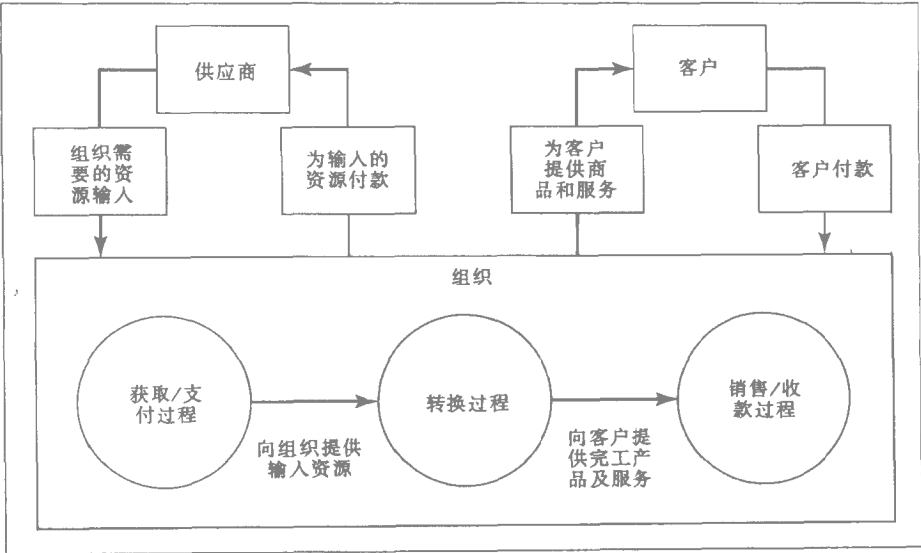 供应商
客户
组织需
要的资
源输入
为输入的
资源付款
为客户
提供商
品和服务
客户付款
组织
获取/支
付过程
向组织提供
输入资源
转换过程
向客户提
供完工产
品及服务
销售/收
款过程